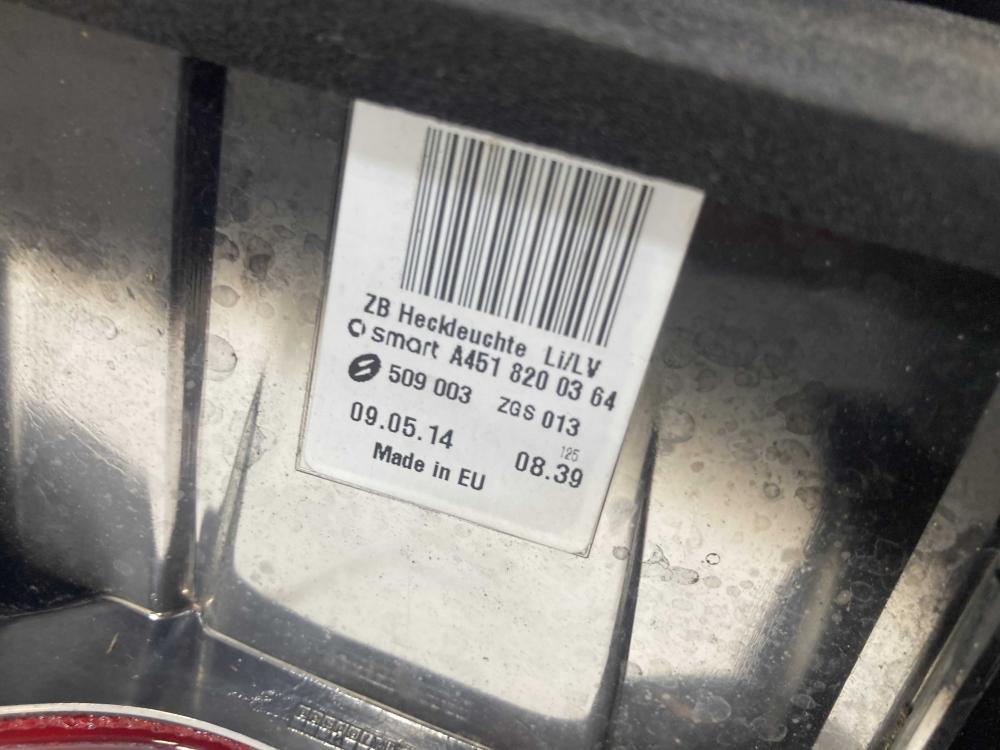 ZB Heckleuchte Li/LV
smart A451 820 03 64
509 003 ZGS 013
125
09.05.14 08.39
Made in EU